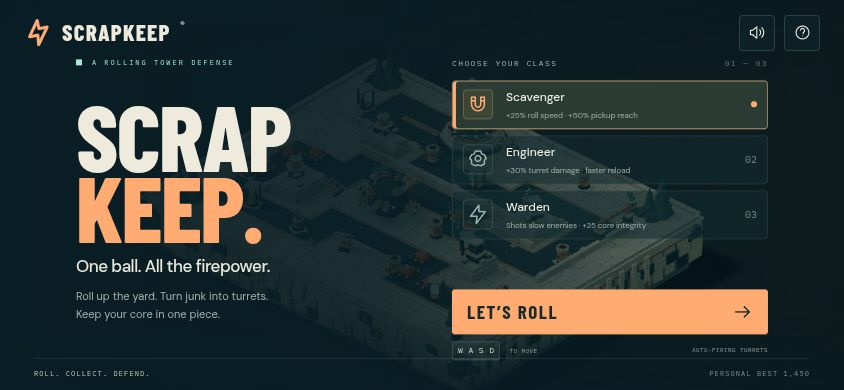 SCRAPKEEP
A ROLLING TOWER DEFENSE
SCRAP
KEEP.
One ball. All the firepower.
Roll up the yard. Turn junk into turrets.
Keep your core in one piece.
CHOOSE YOUR CLASS
01 — 03
Scavenger
+25% roll speed · +50% pickup reach
Engineer
+30% turret damage · faster reload
02
Warden
Shots slow enemies · +25 core integrity
03
LET'S ROLL
W A S D TO MOVE
AUTO-FIRING TURRETS
ROLL. COLLECT. DEFEND.
PERSONAL BEST 1,450